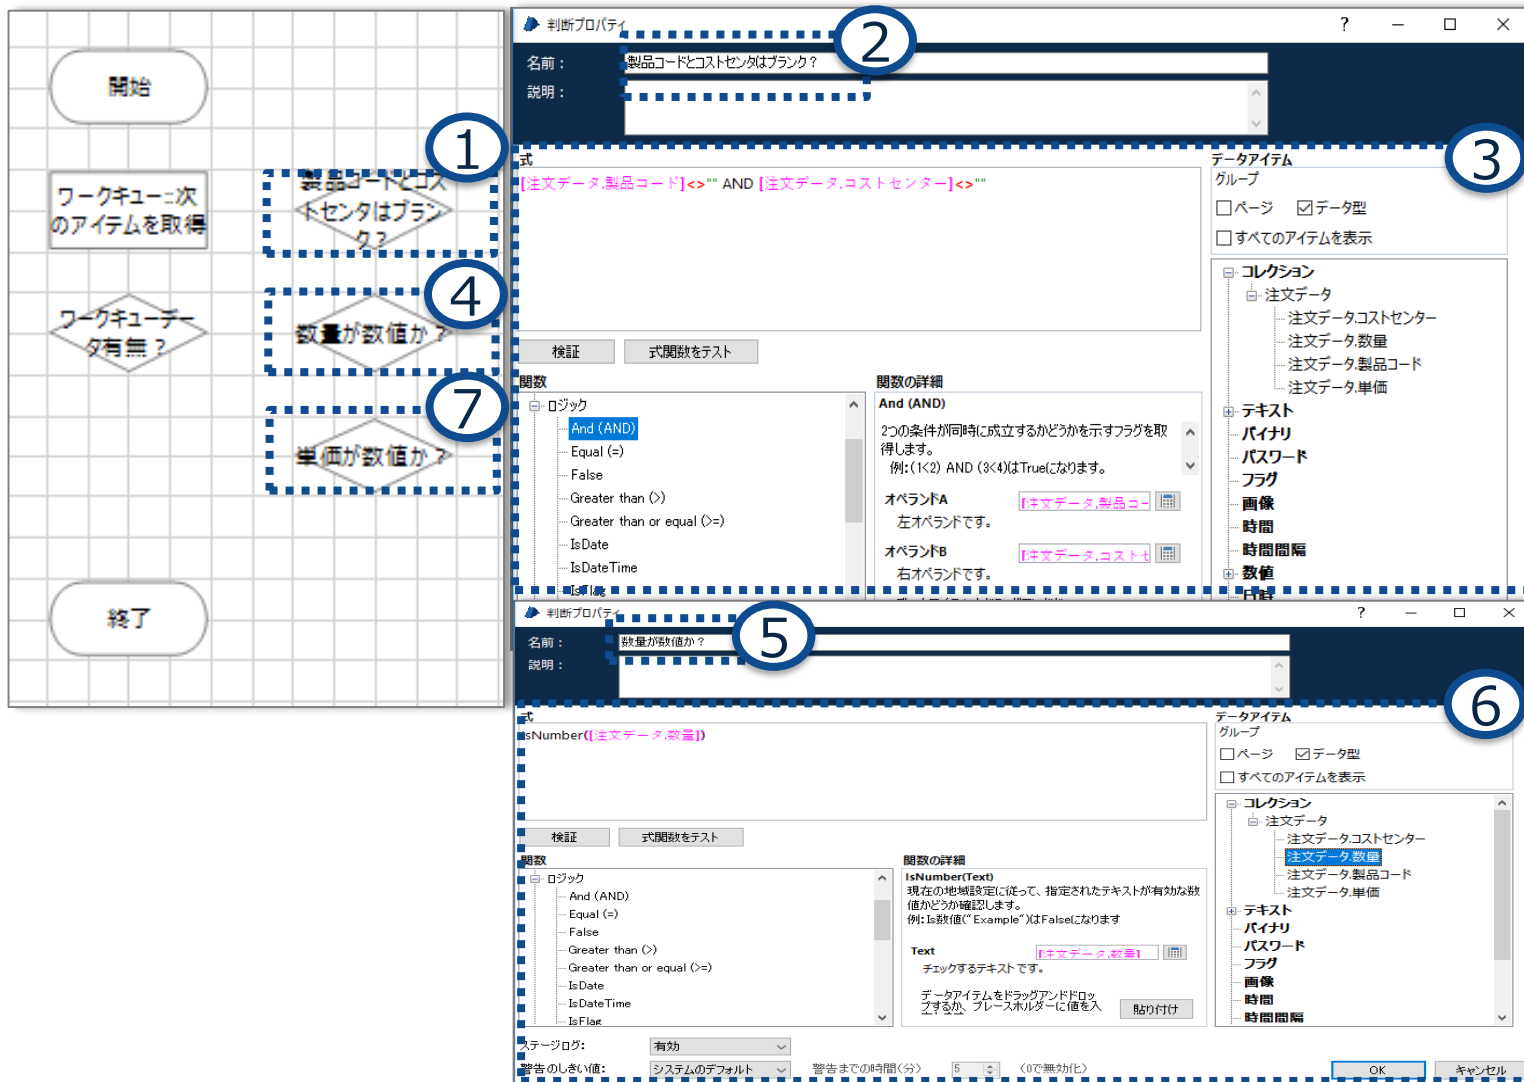 開始
①
製品コードとコス
トセンタはブラン
ク？
ワークキュー::次
のアイテムを取得
④
ワークキューデー
タ有無？
数量が数値か？
⑦
単価が数値か？
終了
判断プロパティ
②
名前：
製品コードとコストセンタはブランク？
説明：
③
式
[注文データ.製品コード]<>"" AND [注文データ.コストセンター]<>""
データアイテム
グループ
ページ
データ型
すべてのアイテムを表示
コレクション
注文データ
注文データ.コストセンター
注文データ.数量
注文データ.製品コード
注文データ.単価
テキスト
バイナリ
パスワード
フラグ
画像
時間
時間間隔
数値
日時
検証
式関数をテスト
関数
ロジック
And (AND)
Equal (=)
False
Greater than (>)
Greater than or equal (>=)
IsDate
IsDateTime
IsFlag
関数の詳細
And (AND)
2つの条件が同時に成立するかどうかを示すフラグを取
得します。
例：(1<2) AND (3<4)はTrueになります。
オペランドA
[注文データ.製品コー
左オペランドです。
オペランドB
[注文データ.コストセ
右オペランドです。
判断プロパティ
⑤
名前：
数量が数値か？
説明：
⑥
式
IsNumber([注文データ.数量])
データアイテム
グループ
ページ
データ型
すべてのアイテムを表示
コレクション
注文データ
注文データ.コストセンター
注文データ.数量
注文データ.製品コード
注文データ.単価
テキスト
バイナリ
パスワード
フラグ
画像
時間
時間間隔
検証
式関数をテスト
関数
ロジック
And (AND)
Equal (=)
False
Greater than (>)
Greater than or equal (>=)
IsDate
IsDateTime
IsFlag
関数の詳細
IsNumber(Text)
現在の地域設定に従って、指定されたテキストが有効な数
値かどうか確認します。
例：Is数値("Example")はFalseになります
Text
[注文データ.数量]
チェックするテキストです。
データアイテムをドラッグアンドドロッ
プするか、プレースホルダーに値を入
貼り付け
ステージログ：
有効
警告のしきい値：
システムのデフォルト
警告までの時間（分）
5
（0で無効化）
OK
キャンセル